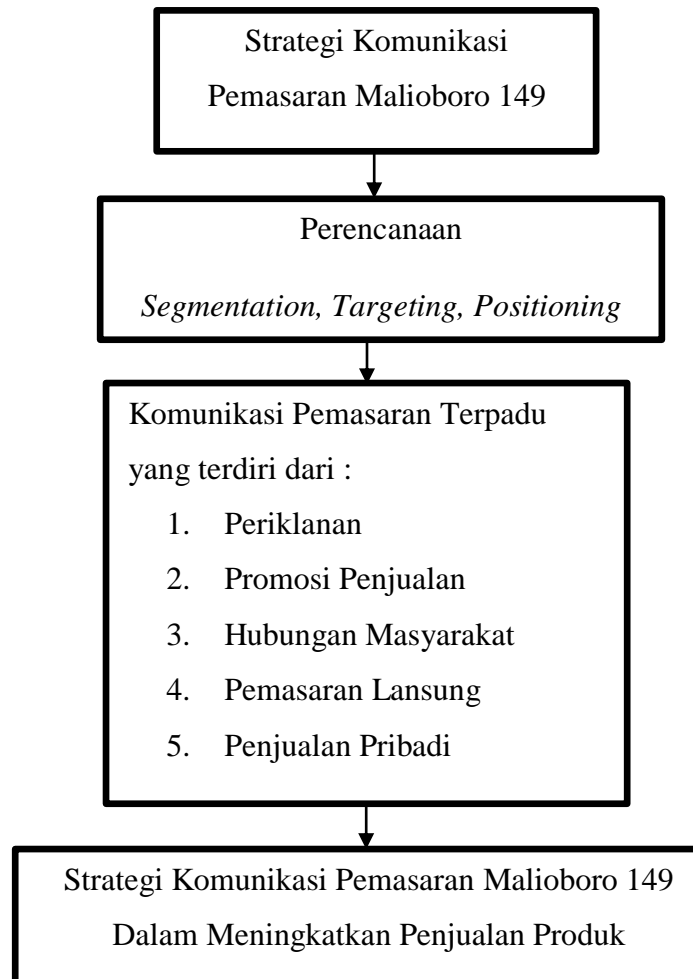 Strategi Komunikasi
Pemasaran Malioboro 149
Perencanaan
Segmentation, Targeting, Positioning
Komunikasi Pemasaran Terpadu
yang terdiri dari :
1. Periklanan
2. Promosi Penjualan
3. Hubungan Masyarakat
4. Pemasaran Lansung
5. Penjualan Pribadi
Strategi Komunikasi Pemasaran Malioboro 149
Dalam Meningkatkan Penjualan Produk